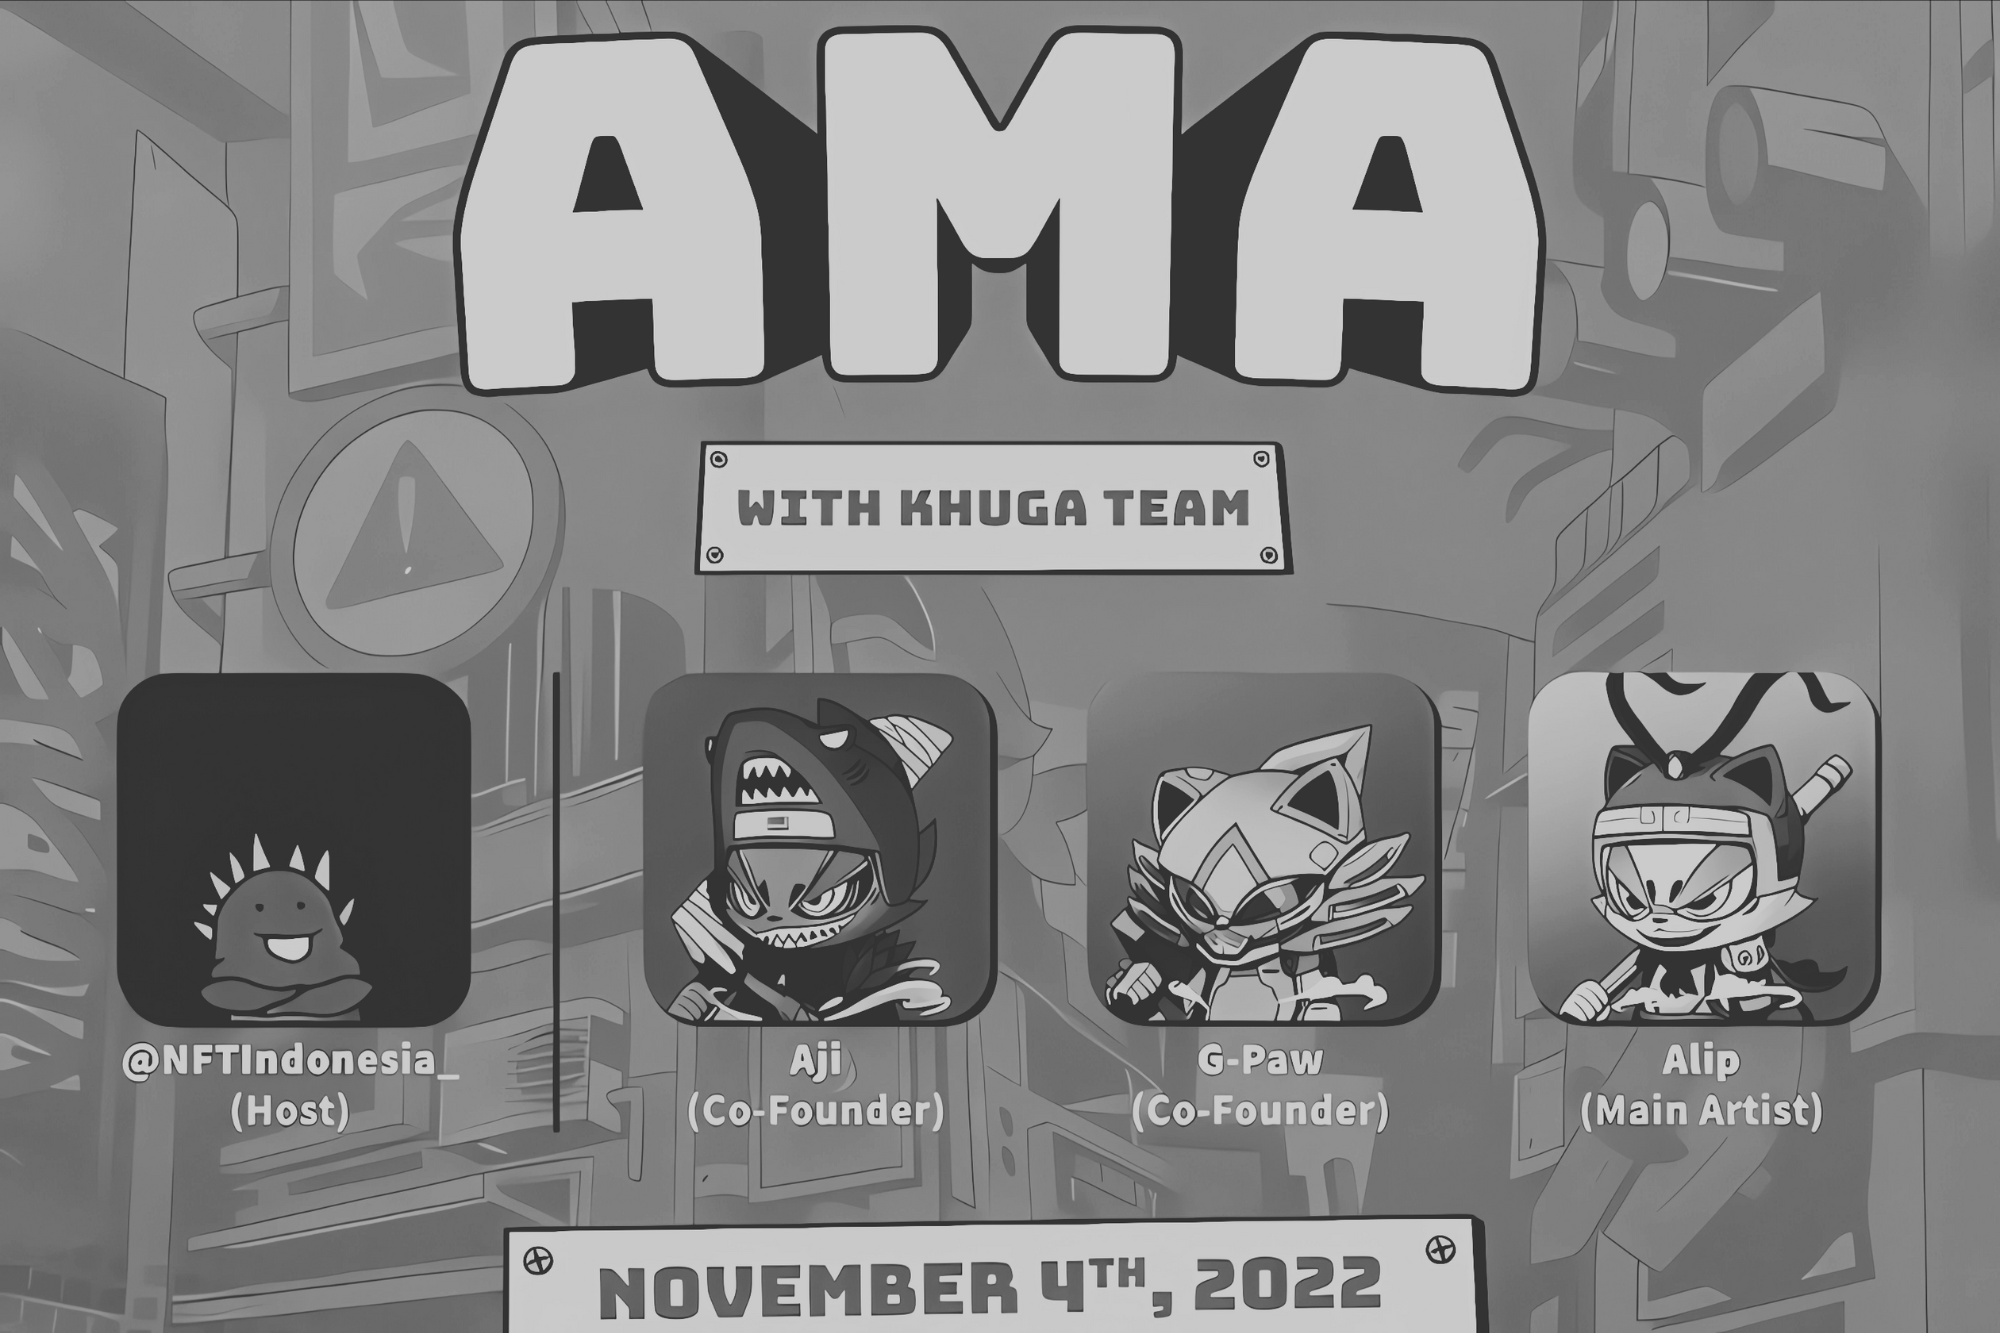 AMA
WITH KHUGA TEAM
@NFTIndonesia_
(Host)
Aji
(Co-Founder)
G-Paw
(Co-Founder)
Alip
(Main Artist)
NOVEMBER 4TH, 2022